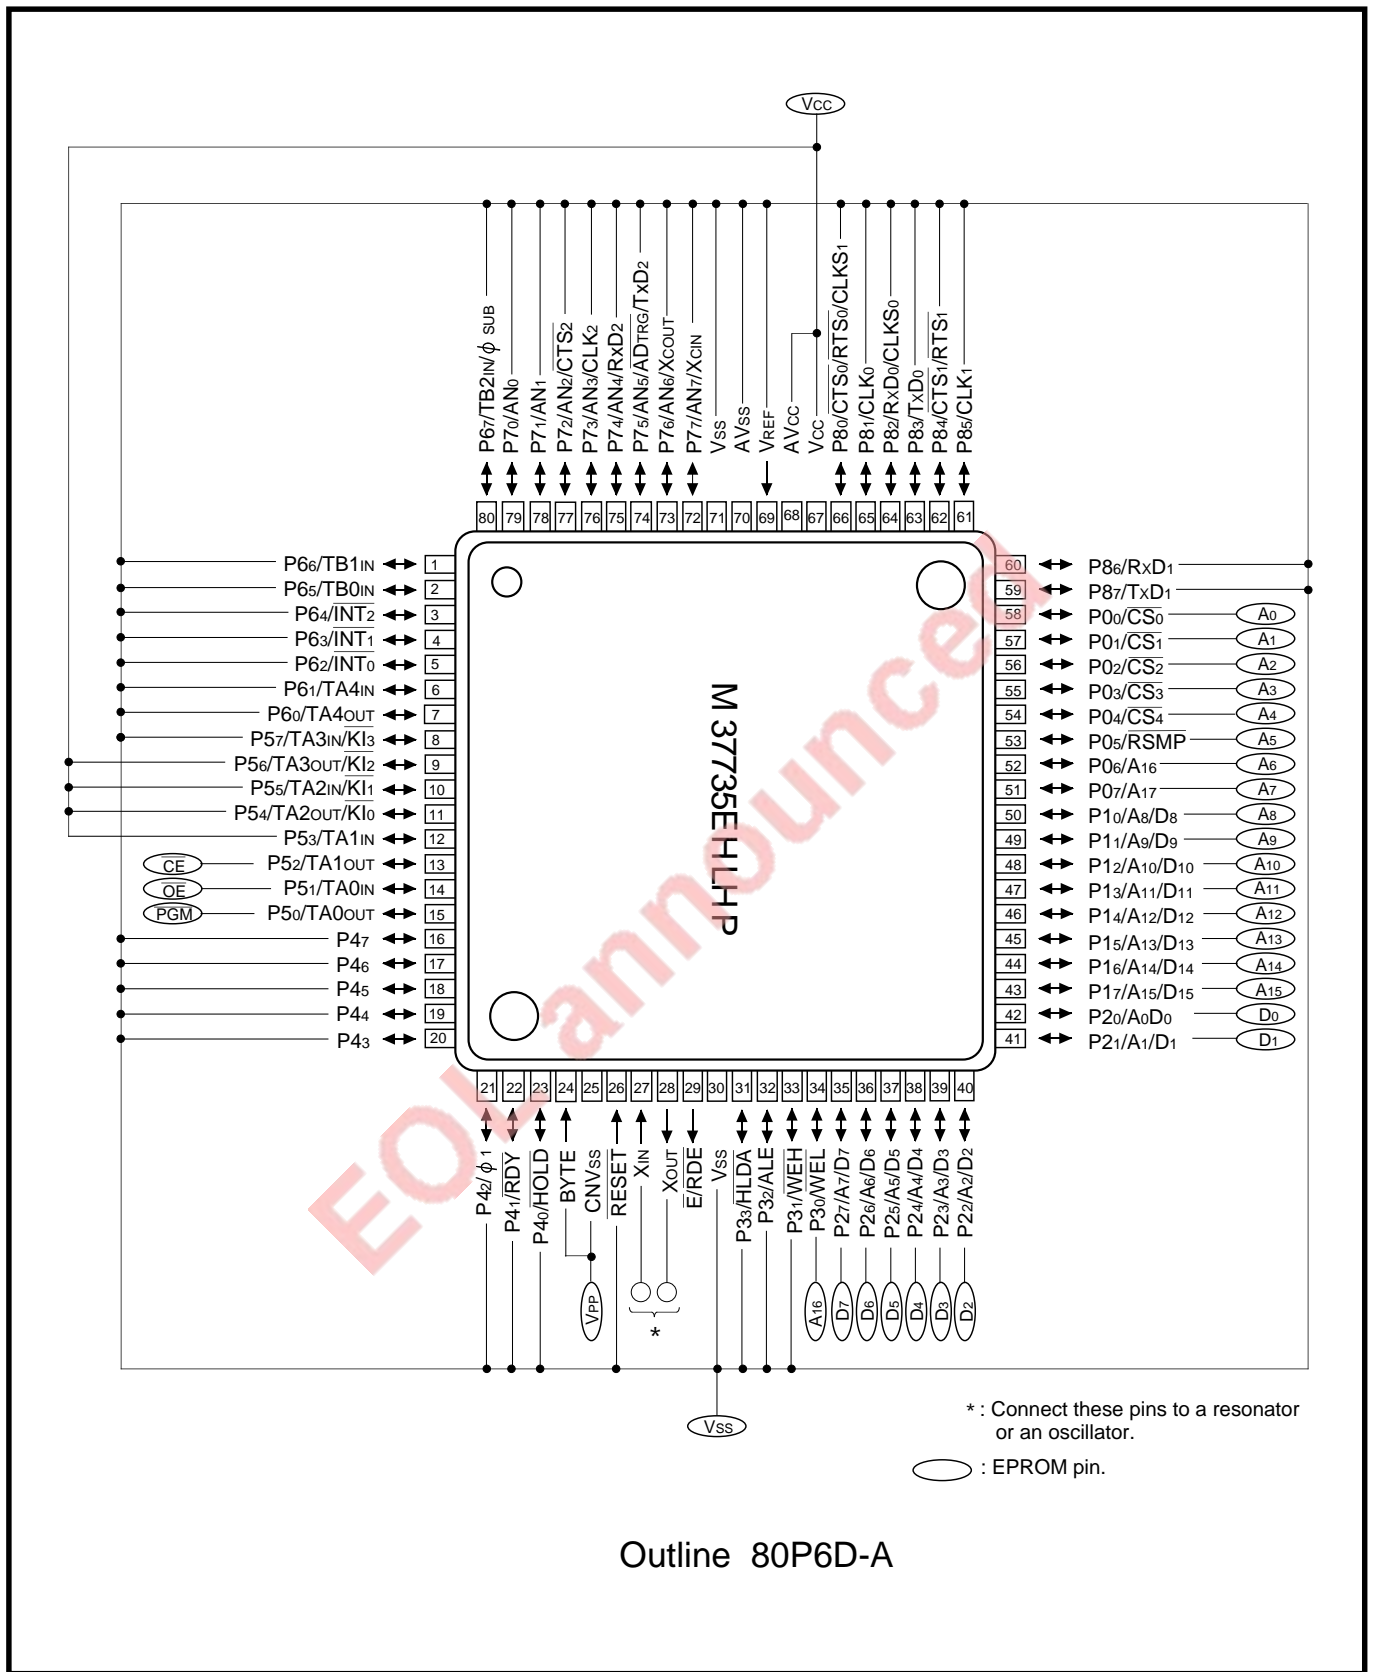 VCC
P67/TB2IN/ϕ SUB
P70/AN0
P71/AN1
P72/AN2/CTS2
P73/AN3/CLK2
P74/AN4/RxD2
P75/AN5/ADTRG/TxD2
P76/AN6/XCOUT
P77/AN7/XCIN
VSS
AVSS
VREF
AVCC
VCC
P80/CTS0/RTS0/CLKS1
P81/CLK0
P82/RxD0/CLKS0
P83/TxD0
P84/CTS1/RTS1
P85/CLK1
80 79 78 77 76 75 74 73 72 71 70 69 68 67 66 65 64 63 62 61
P66/TB1IN 1
P65/TB0IN 2
P64/INT2 3
P63/INT1 4
P62/INT0 5
P61/TA4IN 6
P60/TA4OUT 7
P57/TA3IN/KI3 8
P56/TA3OUT/KI2 9
P55/TA2IN/KI1 10
P54/TA2OUT/KI0 11
P53/TA1IN 12
CE P52/TA1OUT 13
OE P51/TA0IN 14
PGM P50/TA0OUT 15
P47 16
P46 17
P45 18
P44 19
P43 20
M 37735EHLHP
60 P86/RxD1
59 P87/TxD1
58 P00/CS0 A0
57 P01/CS1 A1
56 P02/CS2 A2
55 P03/CS3 A3
54 P04/CS4 A4
53 P05/RSMP A5
52 P06/A16 A6
51 P07/A17 A7
50 P10/A8/D8 A8
49 P11/A9/D9 A9
48 P12/A10/D10 A10
47 P13/A11/D11 A11
46 P14/A12/D12 A12
45 P15/A13/D13 A13
44 P16/A14/D14 A14
43 P17/A15/D15 A15
42 P20/A0D0 D0
41 P21/A1/D1 D1
21 22 23 24 25 26 27 28 29 30 31 32 33 34 35 36 37 38 39 40
P42/ϕ 1
P41/RDY
P40/HOLD
BYTE
CNVSS
RESET
XIN
XOUT
E/RDE
VSS
P33/HLDA
P32/ALE
P31/WEH
P30/WEL
P27/A7/D7
P26/A6/D6
P25/A5/D5
P24/A4/D4
P23/A3/D3
P22/A2/D2
VPP
*
A16
D7
D6
D5
D4
D3
D2
VSS
* : Connect these pins to a resonator
or an oscillator.
: EPROM pin.
Outline 80P6D-A
EOL announced